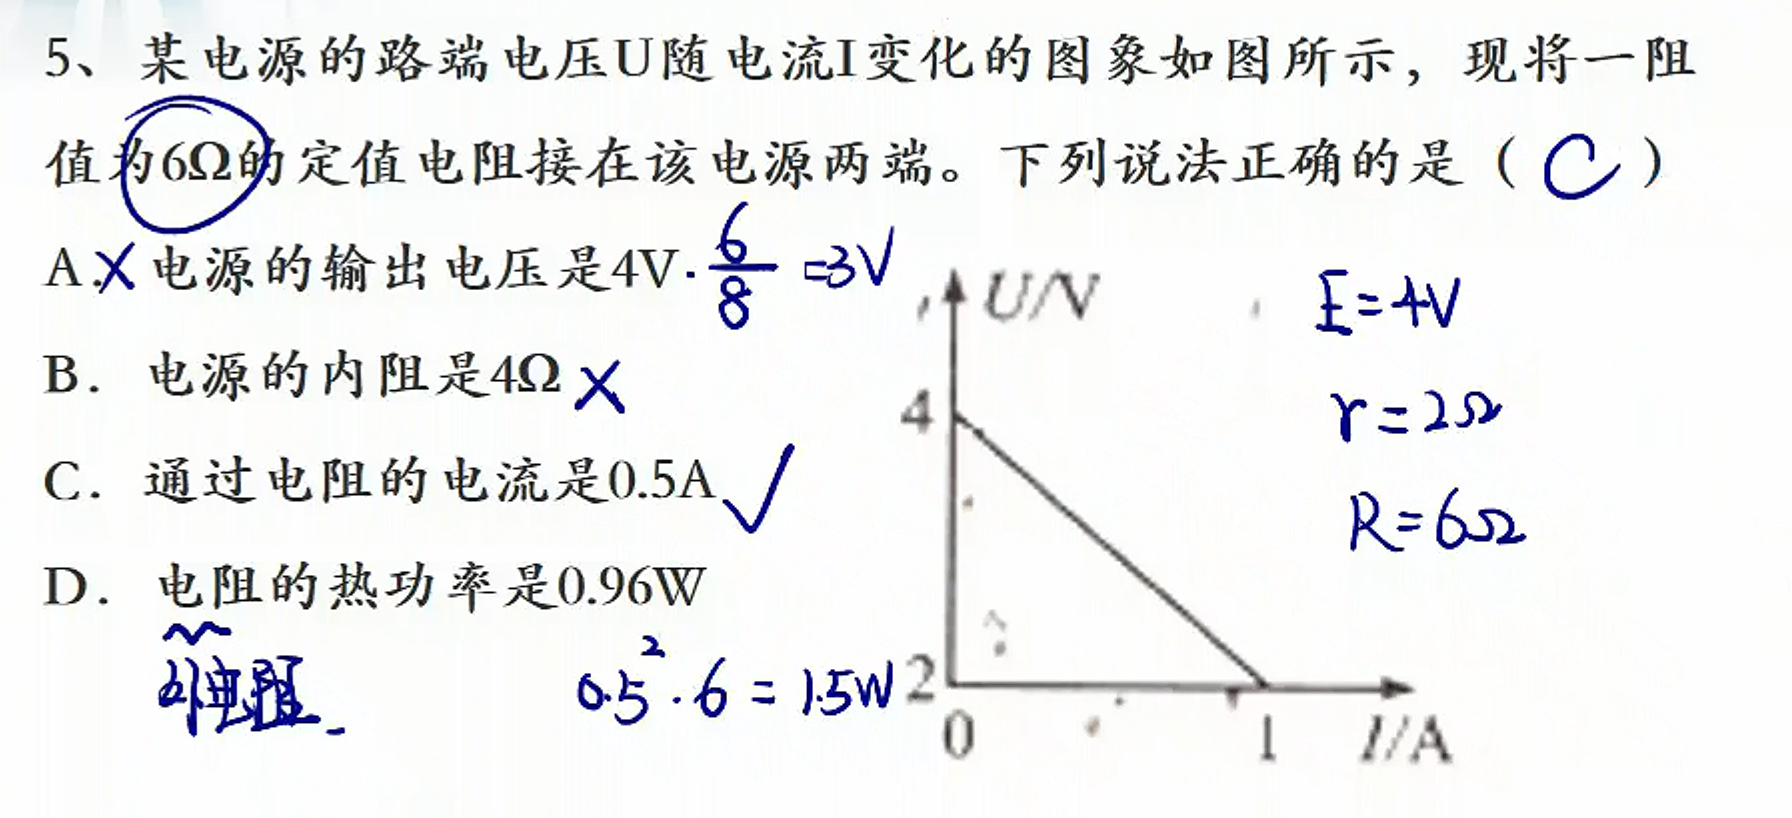 5、某电源的路端电压U随电流I变化的图象如图所示，现将一阻
值为6Ω的定值电阻接在该电源两端。下列说法正确的是（ C ）
A. × 电源的输出电压是4V · 6/8 = 3V
B． 电源的内阻是4Ω ×
C．通过电阻的电流是0.5A ✓
D． 电阻的热功率是0.96W
外电阻
0.5² · 6 = 1.5W
U/V
4
2
0
1
I/A
E = 4V
r = 2Ω
R = 6Ω